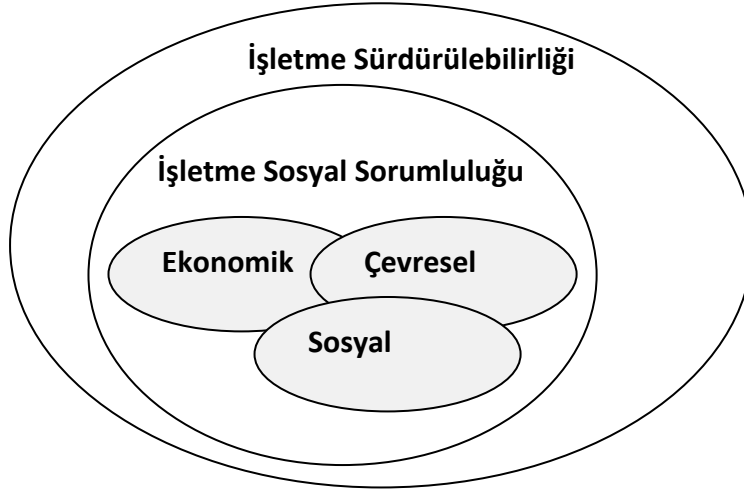 İşletme Sürdürülebilirliği
İşletme Sosyal Sorumluluğu
Ekonomik
Çevresel
Sosyal